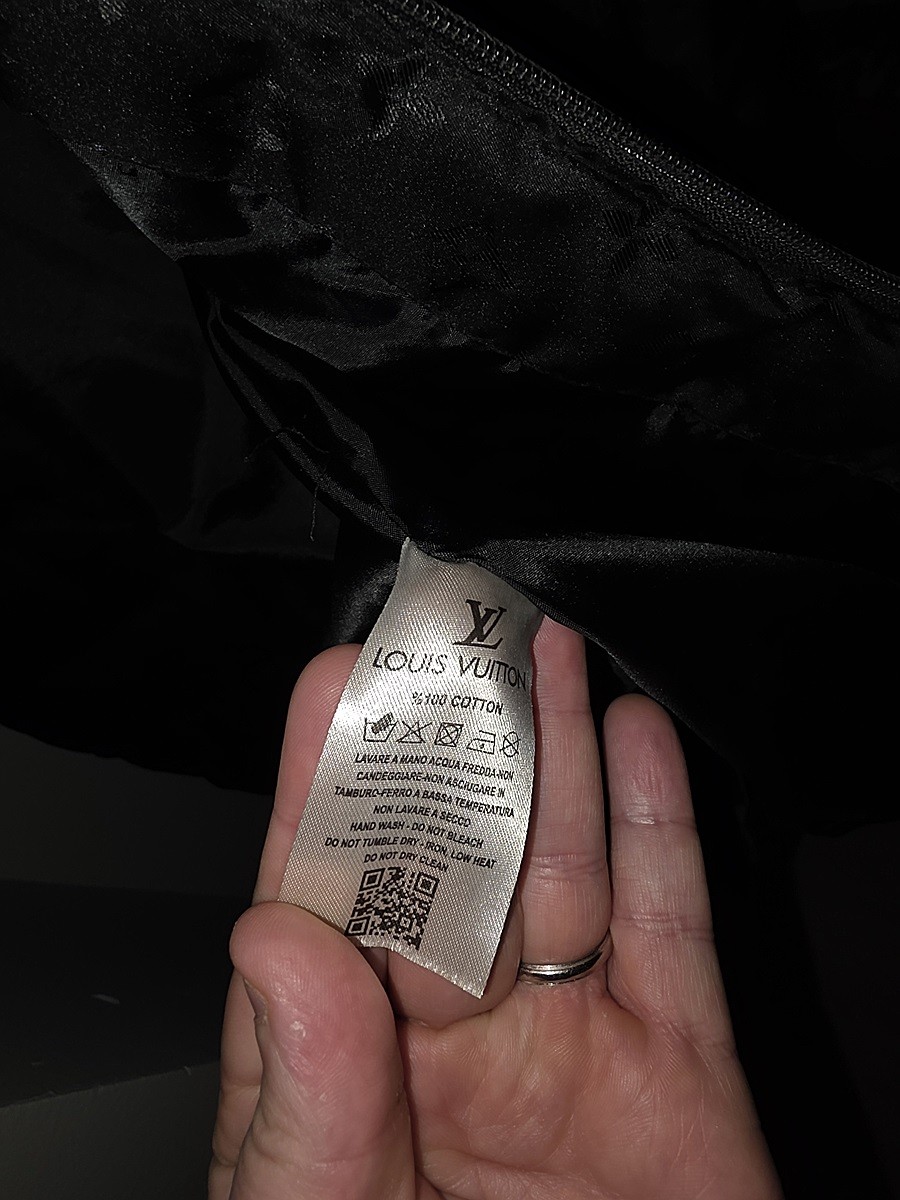 LV
LOUIS VUITTON
%100 COTTON
LAVARE A MANO ACQUA FREDDA-NON
CANDEGGIARE-NON ASCIUGARE IN
TAMBURO-FERRO A BASSA TEMPERATURA
NON LAVARE A SECCO
HAND WASH - DO NOT BLEACH
DO NOT TUMBLE DRY - IRON, LOW HEAT
DO NOT DRY CLEAN